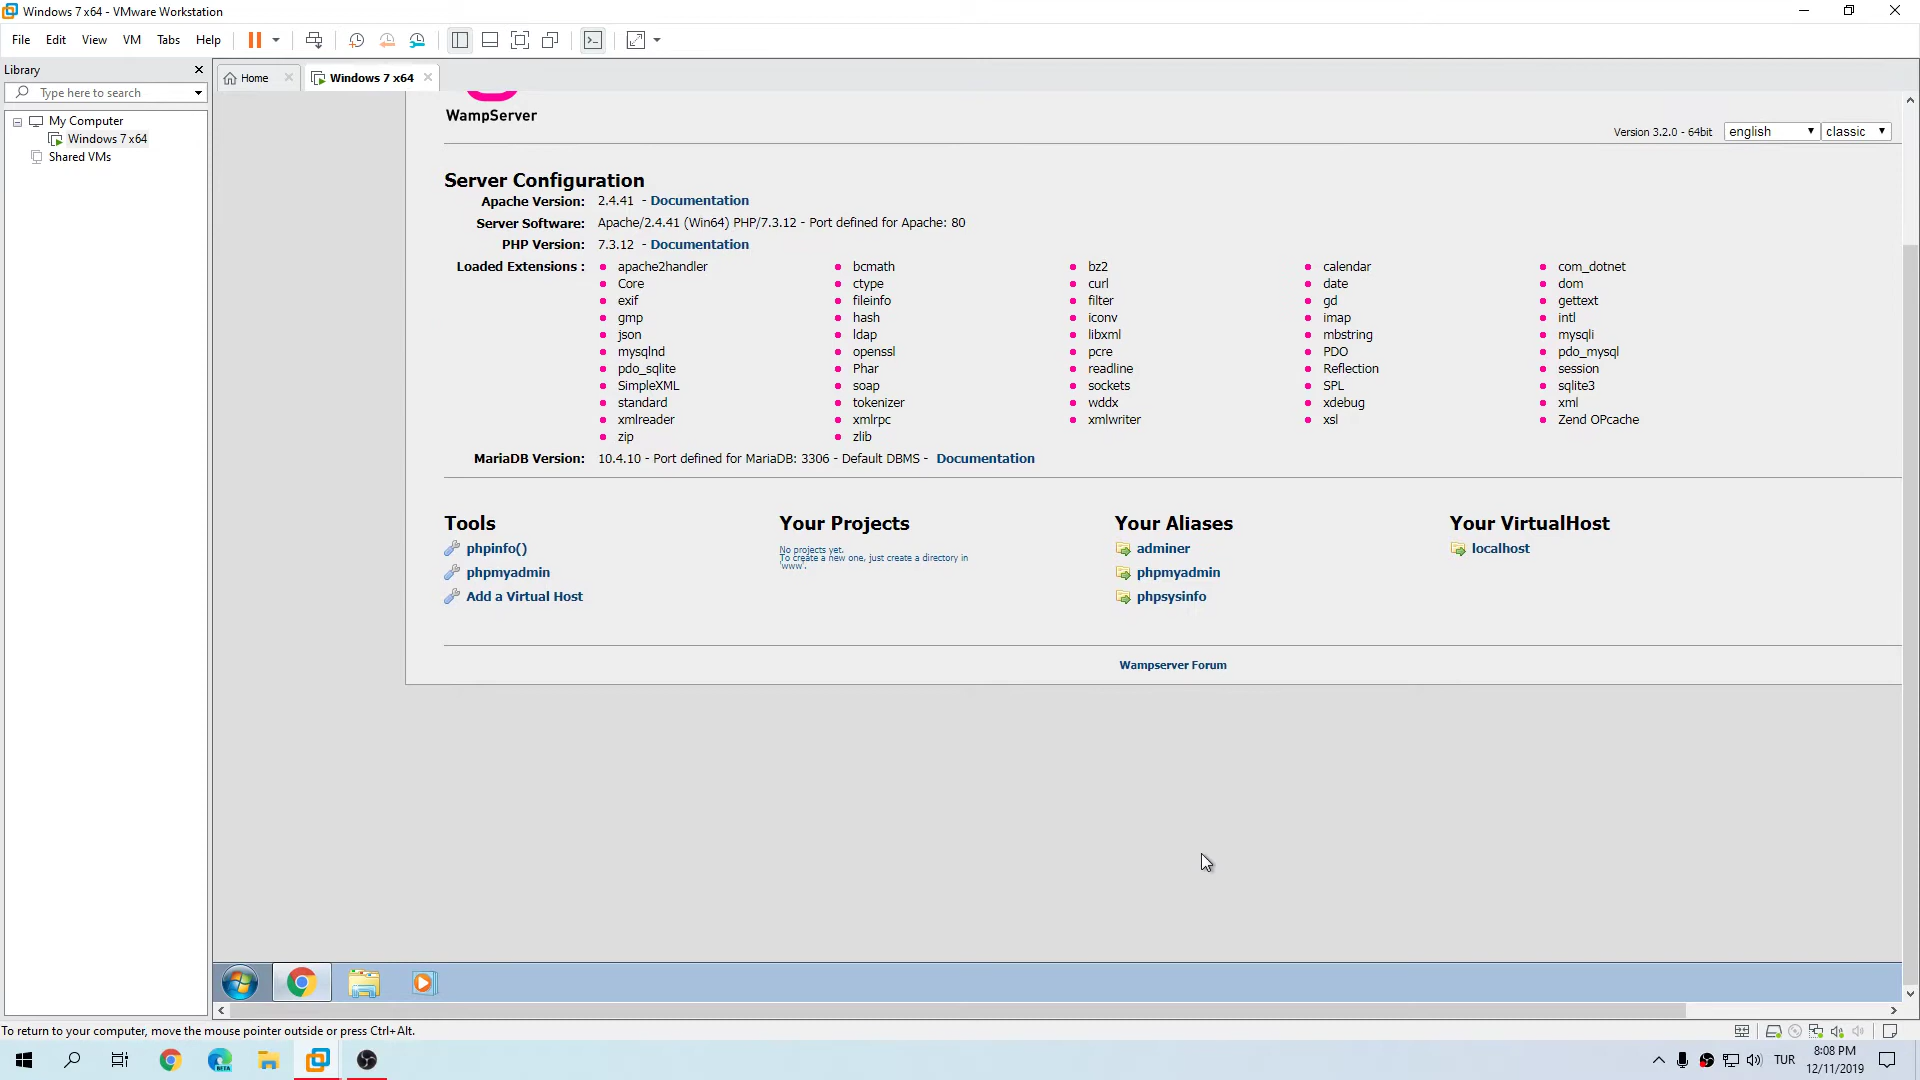 Windows 7 x64 - VMware Workstation
File Edit View VM Tabs Help
Library
Home
Windows 7 x64
Type here to search
My Computer
Windows 7 x64
Shared VMs
WampServer
Version 3.2.0 - 64bit english classic
Server Configuration
Apache Version: 2.4.41 - Documentation
Server Software: Apache/2.4.41 (Win64) PHP/7.3.12 - Port defined for Apache: 80
PHP Version: 7.3.12 - Documentation
Loaded Extensions : apache2handler bcmath bz2 calendar com_dotnet
Core ctype curl date dom
exif fileinfo filter gd gettext
gmp hash iconv imap intl
json ldap libxml mbstring mysqli
mysqlnd openssl pcre PDO pdo_mysql
pdo_sqlite Phar readline Reflection session
SimpleXML soap sockets SPL sqlite3
standard tokenizer wddx xdebug xml
xmlreader xmlrpc xmlwriter xsl Zend OPcache
zip zlib
MariaDB Version: 10.4.10 - Port defined for MariaDB: 3306 - Default DBMS - Documentation
Tools
phpinfo()
phpmyadmin
Add a Virtual Host
Your Projects
No projects yet.
To create a new one, just create a directory in
'www'.
Your Aliases
adminer
phpmyadmin
phpsysinfo
Your VirtualHost
localhost
Wampserver Forum
To return to your computer, move the mouse pointer outside or press Ctrl+Alt.
BETA
TUR
8:08 PM
12/11/2019